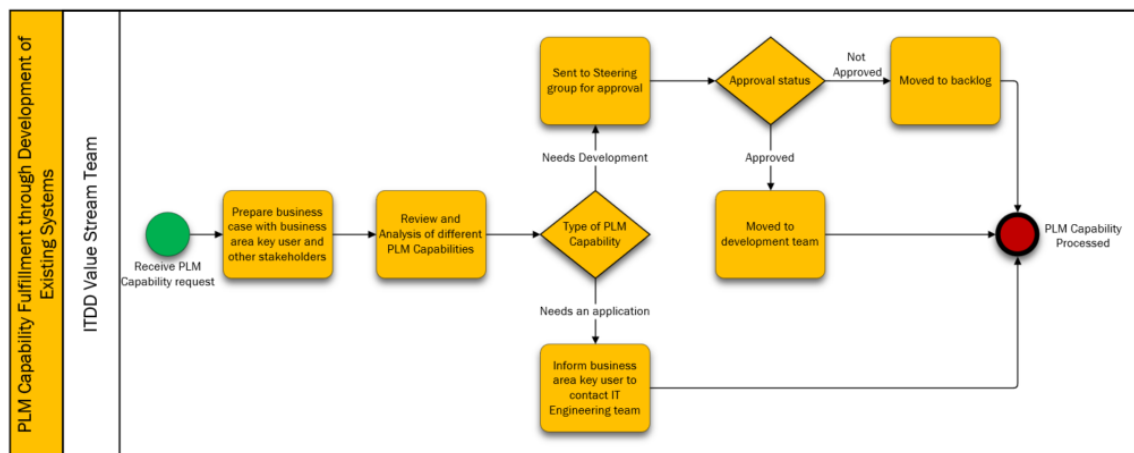 PLM Capability Fulfillment through Development of
Existing Systems
ITDD Value Stream Team
Receive PLM
Capability request
Prepare business
case with business
area key user and
other stakeholders
Review and
Analysis of different
PLM Capabilities
Type of PLM
Capability
Needs Development
Sent to Steering
group for approval
Approval status
Not
Approved
Moved to backlog
Approved
Moved to
development team
Needs an application
Inform business
area key user to
contact IT
Engineering team
PLM Capability
Processed